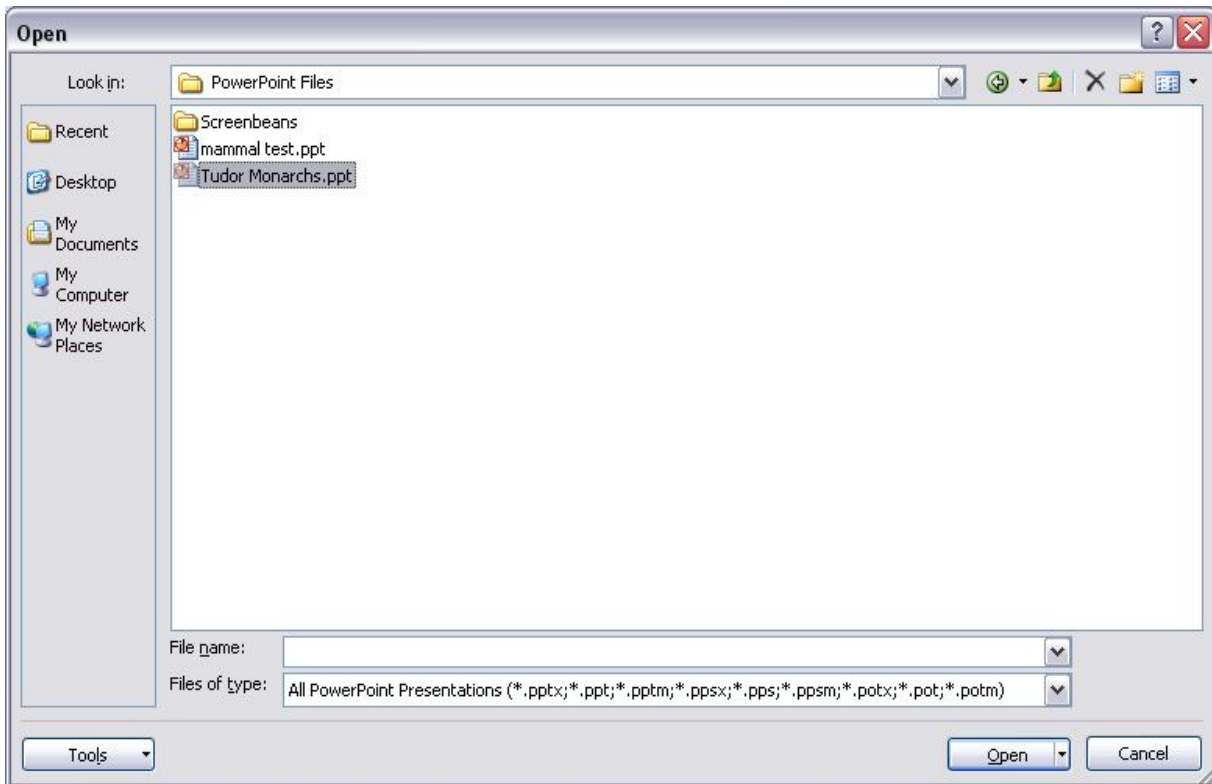 Open
Look in:
PowerPoint Files
Recent
Desktop
My
Documents
My
Computer
My Network
Places
Screenbeans
mammal test.ppt
Tudor Monarchs.ppt
File name:
Files of type:
All PowerPoint Presentations (*.pptx;*.ppt;*.pptm;*.ppsx;*.pps;*.ppsm;*.potx;*.pot;*.potm)
Tools
Open
Cancel